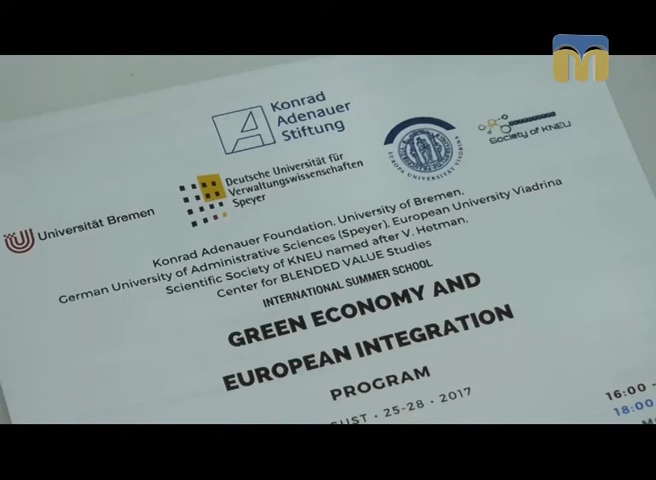 Konrad
Adenauer
Stiftung
Society of KNEU
EUROPA UNIVERSITÄT VIADRINA
Deutsche Universität für
Verwaltungswissenschaften
Speyer
Universität Bremen
Konrad Adenauer Foundation, University of Bremen,
German University of Administrative Sciences (Speyer), European University Viadrina
Scientific Society of KNEU named after V. Hetman,
Center for BLENDED VALUE Studies
INTERNATIONAL SUMMER SCHOOL
GREEN ECONOMY AND
EUROPEAN INTEGRATION
PROGRAM
UST · 25-28 · 2017
16:00
18:00